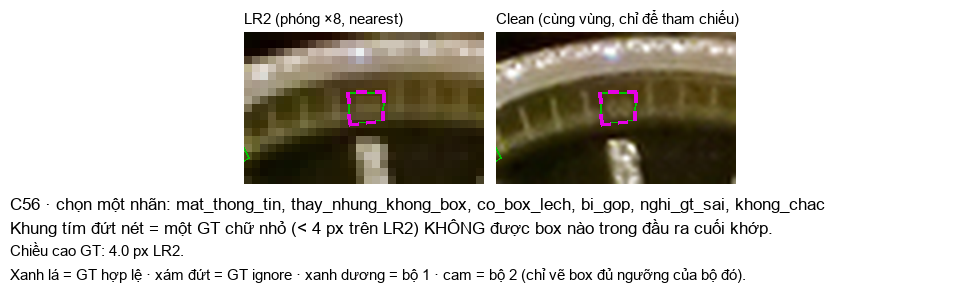 LR2 (phóng ×8, nearest)
Clean (cùng vùng, chỉ để tham chiếu)
C56 · chọn một nhãn: mat_thong_tin, thay_nhung_khong_box, co_box_lech, bi_gop, nghi_gt_sai, khong_chac
Khung tím đứt nét = một GT chữ nhỏ (< 4 px trên LR2) KHÔNG được box nào trong đầu ra cuối khớp.
Chiều cao GT: 4.0 px LR2.
Xanh lá = GT hợp lệ · xám đứt = GT ignore · xanh dương = bộ 1 · cam = bộ 2 (chỉ vẽ box đủ ngưỡng của bộ đó).